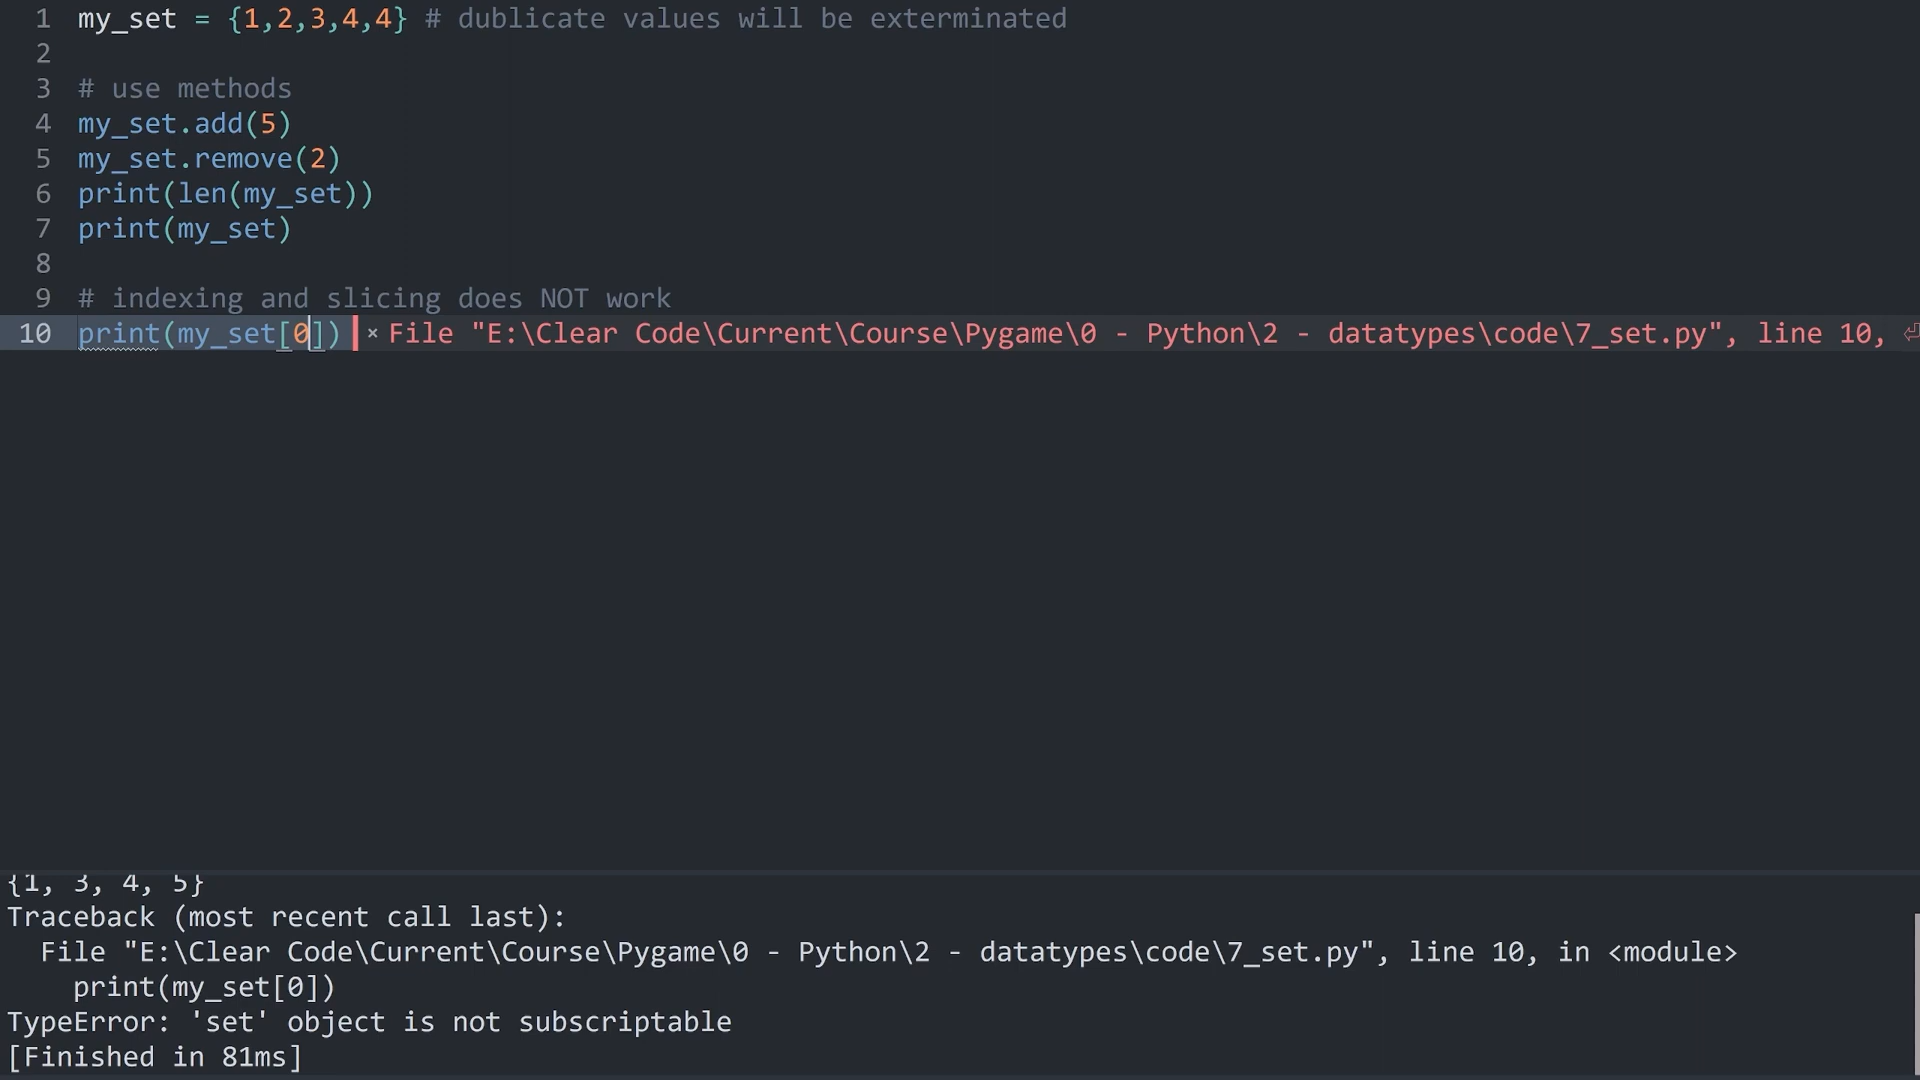 1 my_set = {1,2,3,4,4} # dublicate values will be exterminated
2
3 # use methods
4 my_set.add(5)
5 my_set.remove(2)
6 print(len(my_set))
7 print(my_set)
8
9 # indexing and slicing does NOT work
10 print(my_set[0]) × File "E:\Clear Code\Current\Course\Pygame\0 - Python\2 - datatypes\code\7_set.py", line 10,
{1, 3, 4, 5}
Traceback (most recent call last):
  File "E:\Clear Code\Current\Course\Pygame\0 - Python\2 - datatypes\code\7_set.py", line 10, in <module>
    print(my_set[0])
TypeError: 'set' object is not subscriptable
[Finished in 81ms]